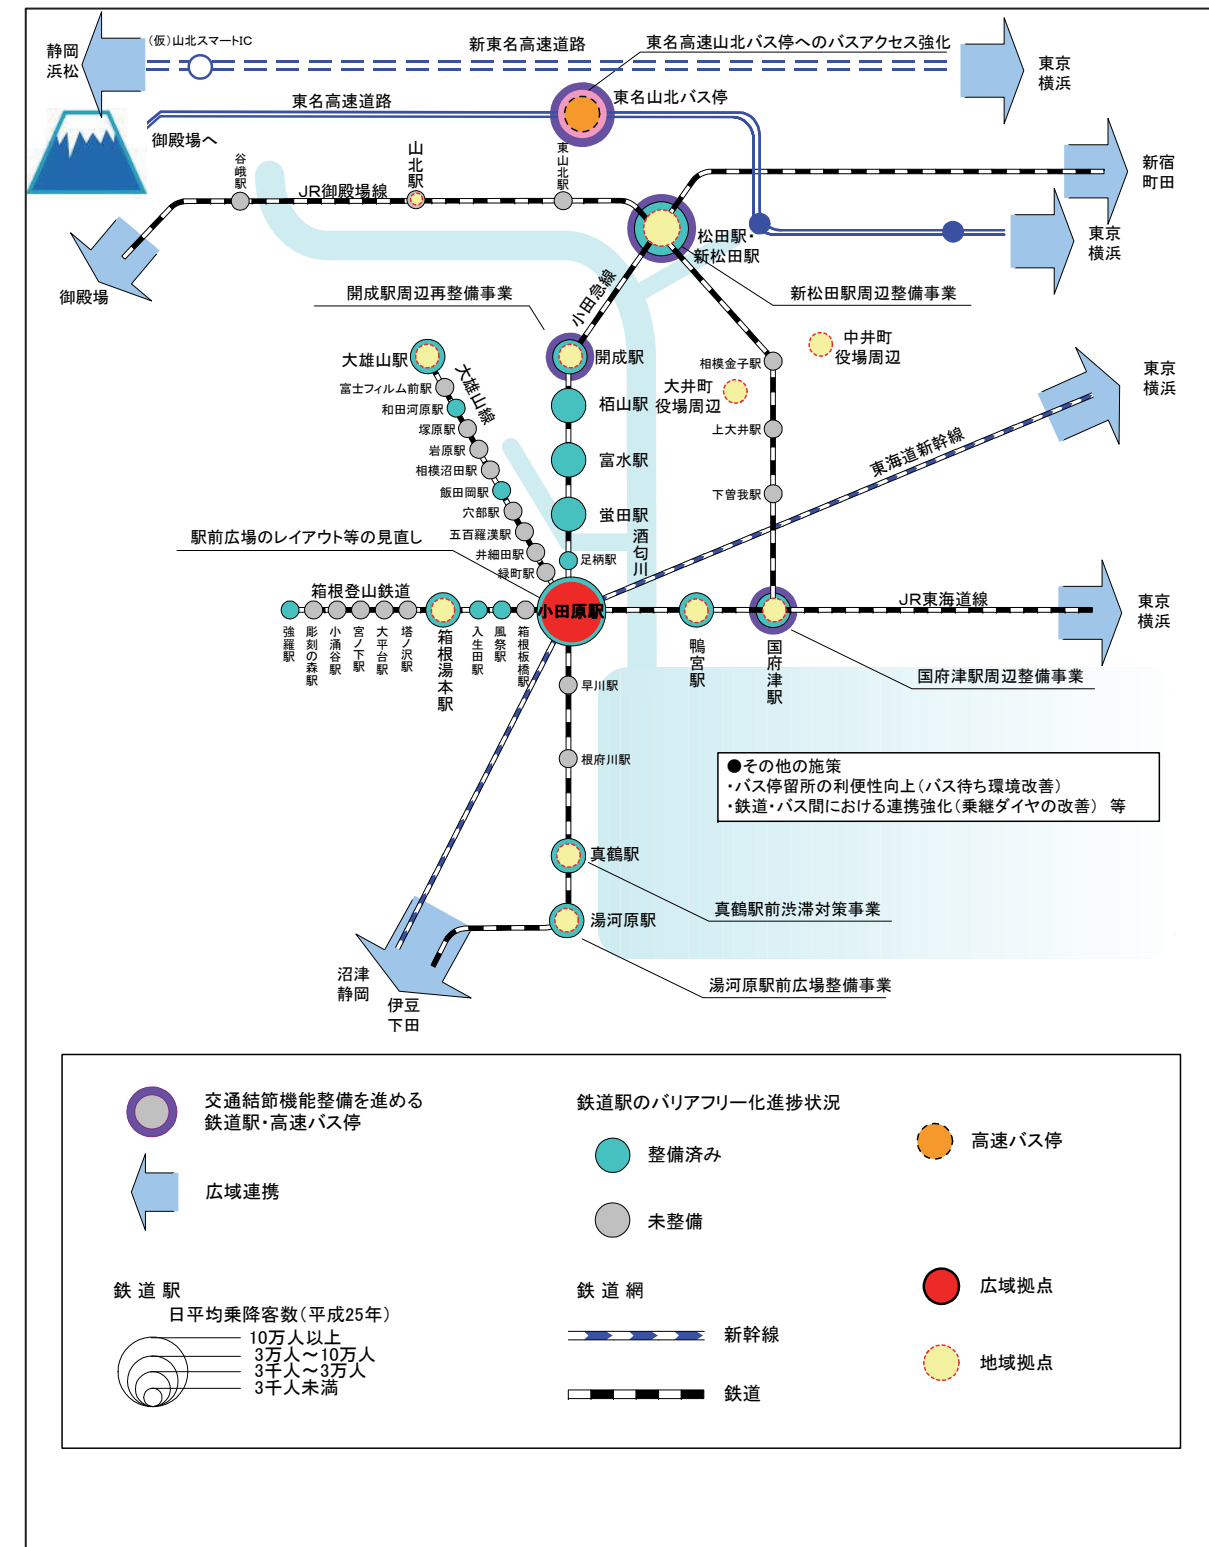 静岡
浜松
(仮)山北スマートIC
新東名高速道路
東名高速山北バス停へのバスアクセス強化
東京
横浜
東名高速道路
東名山北バス停
御殿場へ
谷峨駅
JR御殿場線
山北駅
東山北駅
新宿
町田
松田駅・
新松田駅
東京
横浜
御殿場
開成駅周辺再整備事業
小田急線
新松田駅周辺整備事業
大雄山駅
大雄山線
開成駅
中井町
役場周辺
相模金子駅
東京
横浜
富士フィルム前駅
和田河原駅
塚原駅
岩原駅
相模沼田駅
飯田岡駅
穴部駅
五百羅漢駅
井細田駅
緑町駅
栢山駅
大井町
役場周辺
上大井駅
富水駅
東海道新幹線
下曽我駅
蛍田駅
酒匂川
駅前広場のレイアウト等の見直し
足柄駅
箱根登山鉄道
小田原駅
JR東海道線
東京
横浜
強羅駅
彫刻の森駅
小涌谷駅
宮ノ下駅
大平台駅
塔ノ沢駅
箱根湯本駅
入生田駅
風祭駅
箱根板橋駅
鴨宮駅
国府津駅
早川駅
国府津駅周辺整備事業
根府川駅
●その他の施策
・バス停留所の利便性向上(バス待ち環境改善)
・鉄道・バス間における連携強化(乗継ダイヤの改善) 等
真鶴駅
真鶴駅前渋滞対策事業
湯河原駅
湯河原駅前広場整備事業
沼津
静岡
伊豆
下田
交通結節機能整備を進める
鉄道駅・高速バス停
広域連携
鉄道駅
日平均乗降客数(平成25年)
10万人以上
3万人～10万人
3千人～3万人
3千人未満
鉄道駅のバリアフリー化進捗状況
整備済み
未整備
鉄道網
新幹線
鉄道
高速バス停
広域拠点
地域拠点